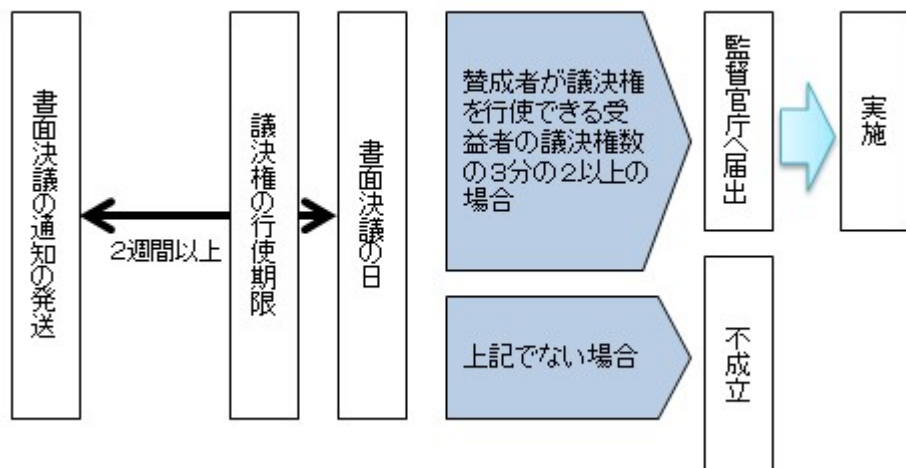 書面決議の通知の発送
2週間以上
議決権の行使期限
書面決議の日
賛成者が議決権
を行使できる受
益者の議決権数
の3分の2以上の
場合
監督官庁へ届出
実施
上記でない場合
不成立